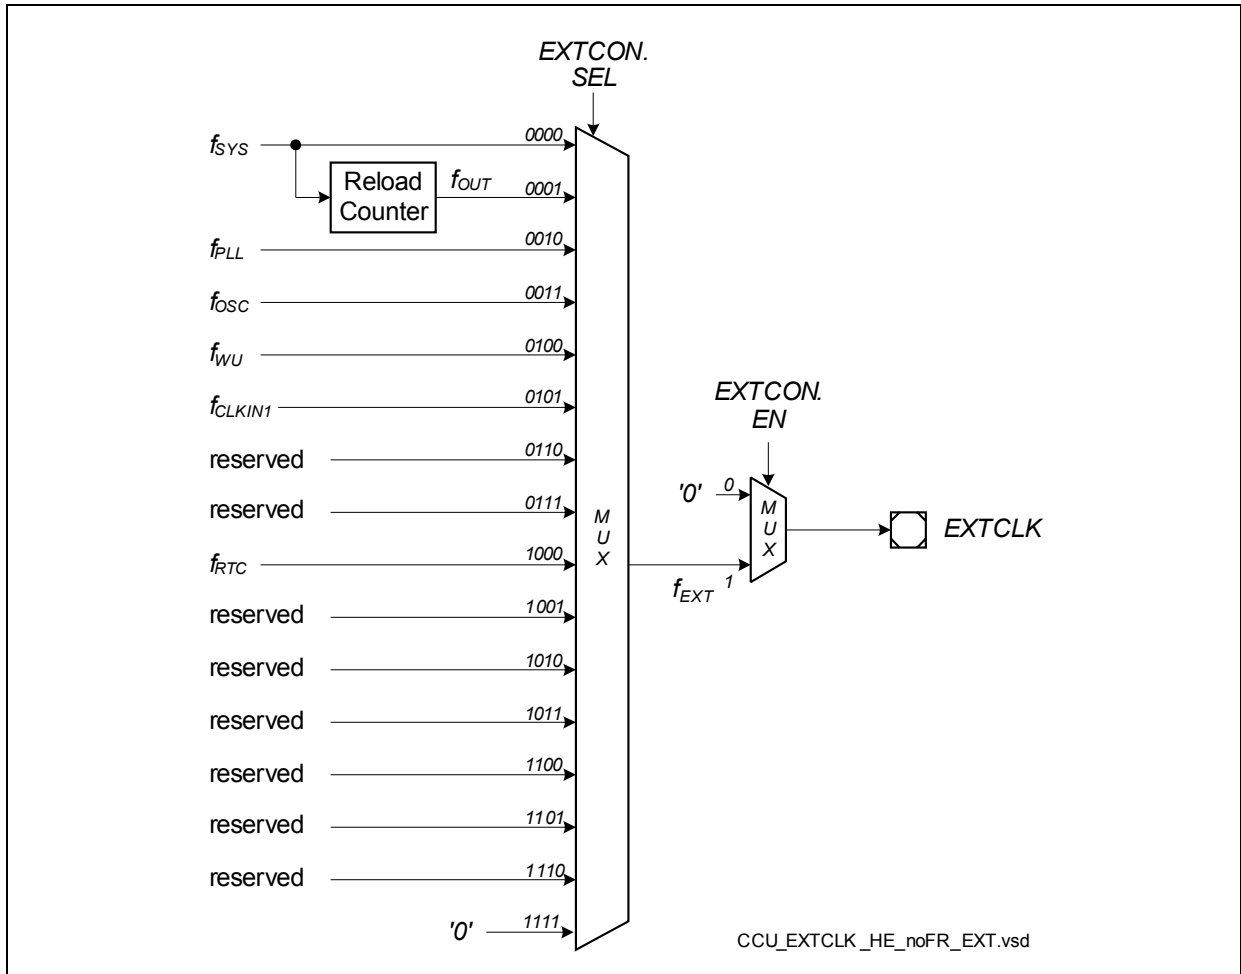 EXTCON.
SEL
fSYS 0000
Reload
Counter
fOUT 0001
fPLL 0010
fOSC 0011
fWU 0100
fCLKIN1 0101
EXTCON.
EN
reserved 0110
'0' 0
reserved 0111
M
U
X
M
U
X
EXTCLK
fRTC 1000
fEXT 1
reserved 1001
reserved 1010
reserved 1011
reserved 1100
reserved 1101
reserved 1110
'0' 1111
CCU_EXTCLK_HE_noFR_EXT.vsd